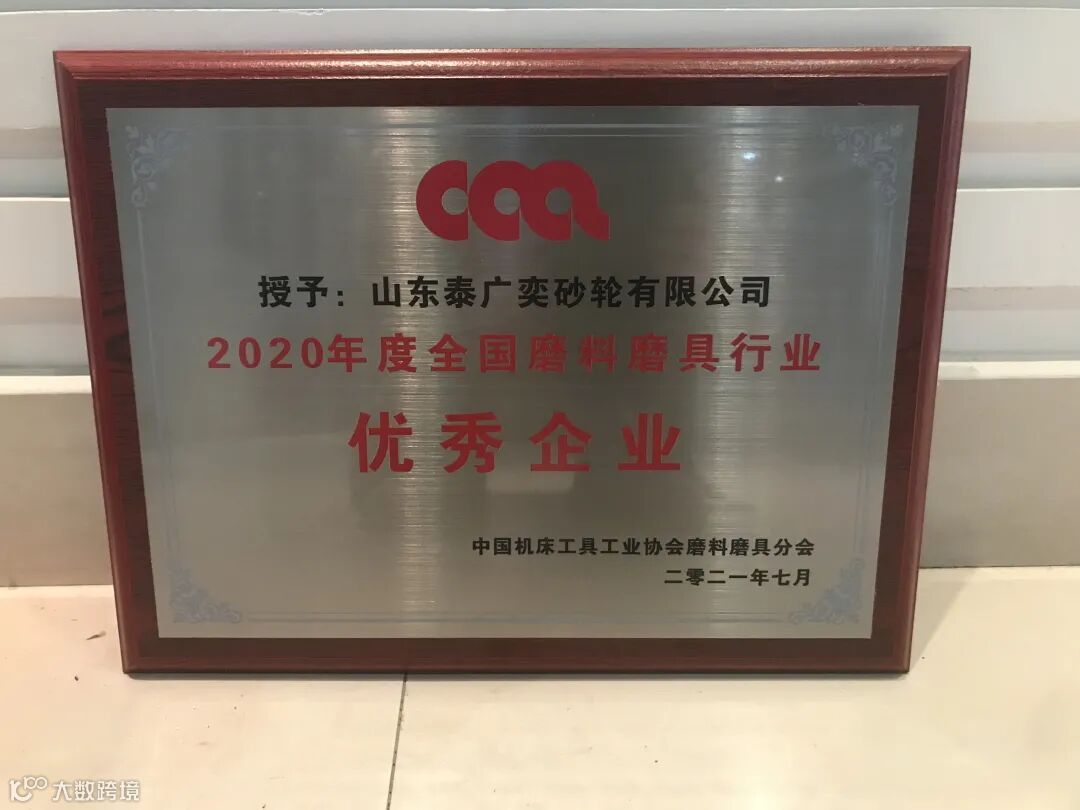 caa
授予：山东泰广奕砂轮有限公司
2020年度全国磨料磨具行业
优秀企业
中国机床工具工业协会磨料磨具分会
二零二一年七月
大数跨境